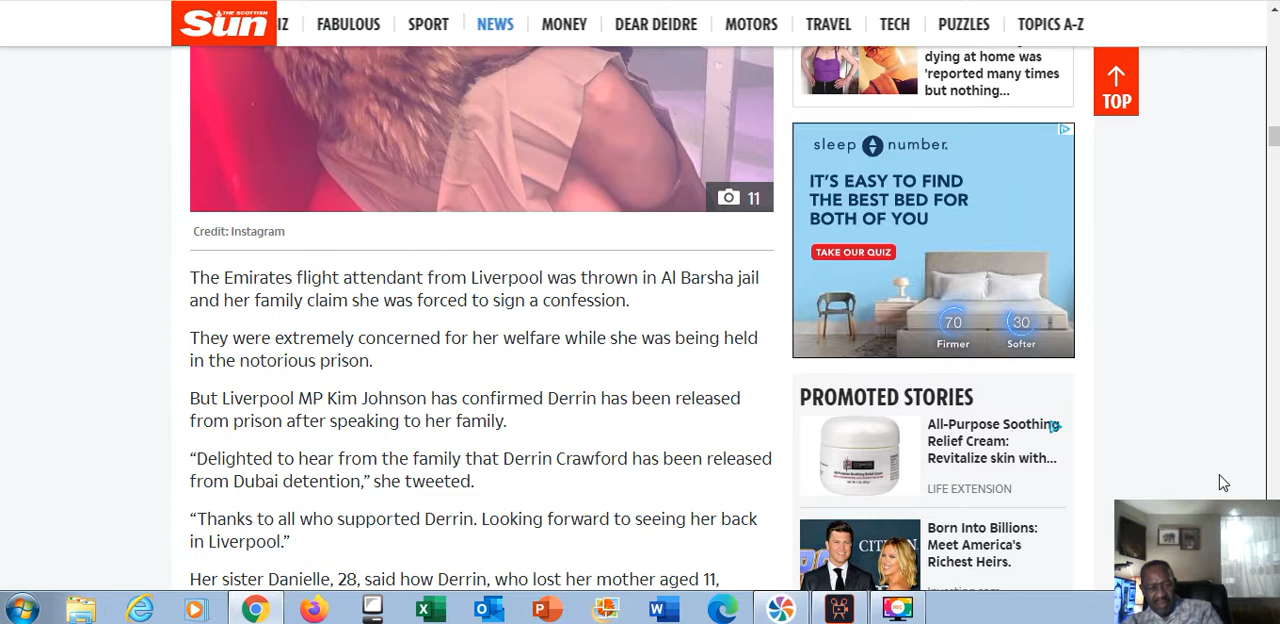 THE SCOTTISH
Sun
IZ
FABULOUS
SPORT
NEWS
MONEY
DEAR DEIDRE
MOTORS
TRAVEL
TECH
PUZZLES
TOPICS A-Z
dying at home was
'reported many times
but nothing...
TOP
11
Credit: Instagram
The Emirates flight attendant from Liverpool was thrown in Al Barsha jail
and her family claim she was forced to sign a confession.
They were extremely concerned for her welfare while she was being held
in the notorious prison.
But Liverpool MP Kim Johnson has confirmed Derrin has been released
from prison after speaking to her family.
“Delighted to hear from the family that Derrin Crawford has been released
from Dubai detention,” she tweeted.
“Thanks to all who supported Derrin. Looking forward to seeing her back
in Liverpool.”
Her sister Danielle, 28, said how Derrin, who lost her mother aged 11,
sleep number.
IT'S EASY TO FIND
THE BEST BED FOR
BOTH OF YOU
TAKE OUR QUIZ
70
Firmer
30
Softer
PROMOTED STORIES
All-Purpose Soothing
Relief Cream:
Revitalize skin with...
LIFE EXTENSION
Born Into Billions:
Meet America's
Richest Heirs.
Investing.com
CITIZEN
REC